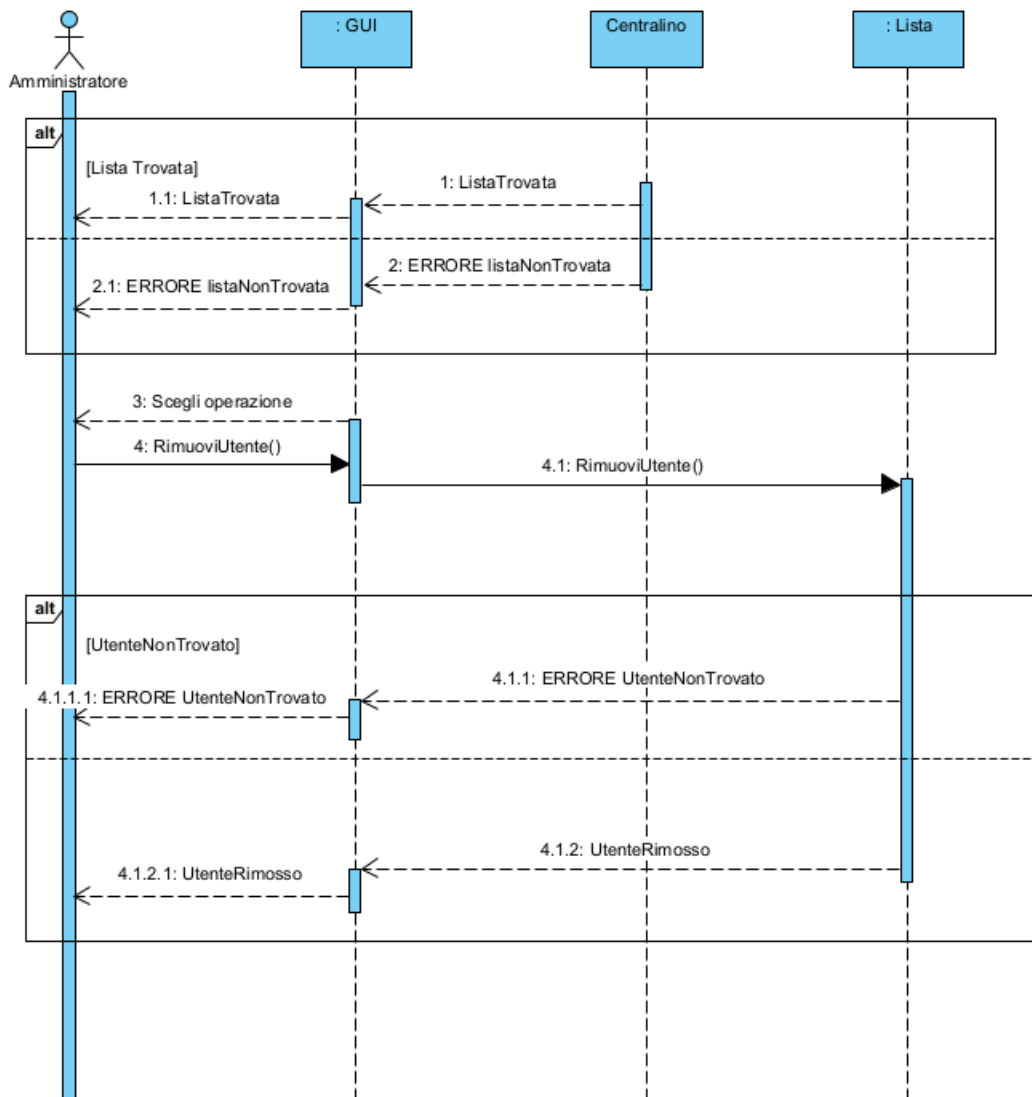 : GUI
Centralino
: Lista
Amministratore
alt
[Lista Trovata]
1: ListaTrovata
1.1: ListaTrovata
2: ERRORE listaNonTrovata
2.1: ERRORE listaNonTrovata
3: Scegli operazione
4: RimuoviUtente()
4.1: RimuoviUtente()
alt
[UtenteNonTrovato]
4.1.1: ERRORE UtenteNonTrovato
4.1.1.1: ERRORE UtenteNonTrovato
4.1.2: UtenteRimosso
4.1.2.1: UtenteRimosso